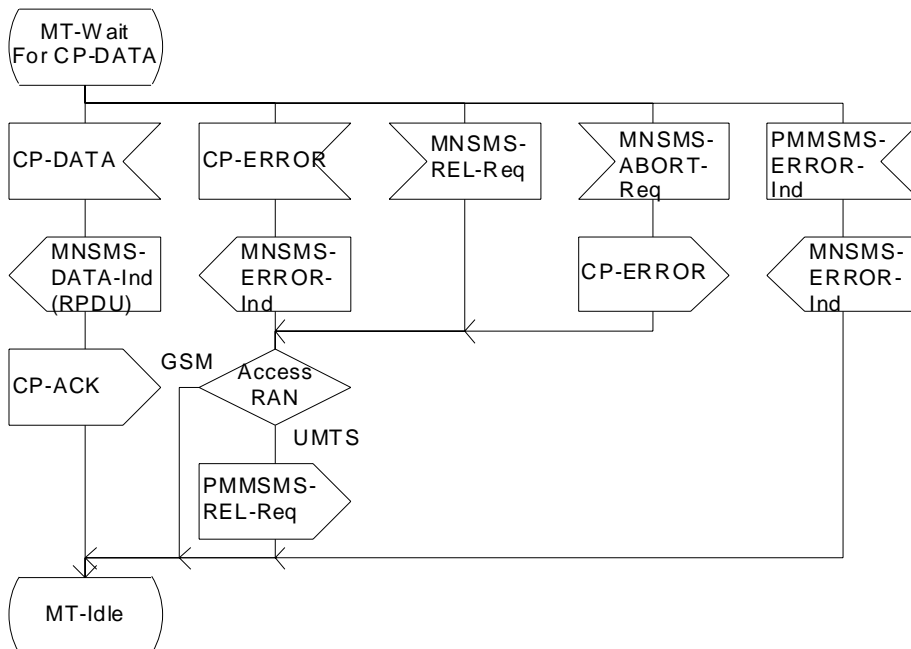 MT-Wait
For CP-DATA
CP-DATA
CP-ERROR
MNSMS-
REL-Req
MNSMS-
ABORT-
Req
PMMSMS-
ERROR-
Ind
MNSMS-
DATA-Ind
(RPDU)
MNSMS-
ERROR-
Ind
CP-ERROR
MNSMS-
ERROR-
Ind
CP-ACK
GSM
Access
RAN
UMTS
PMMSMS-
REL-Req
MT-Idle